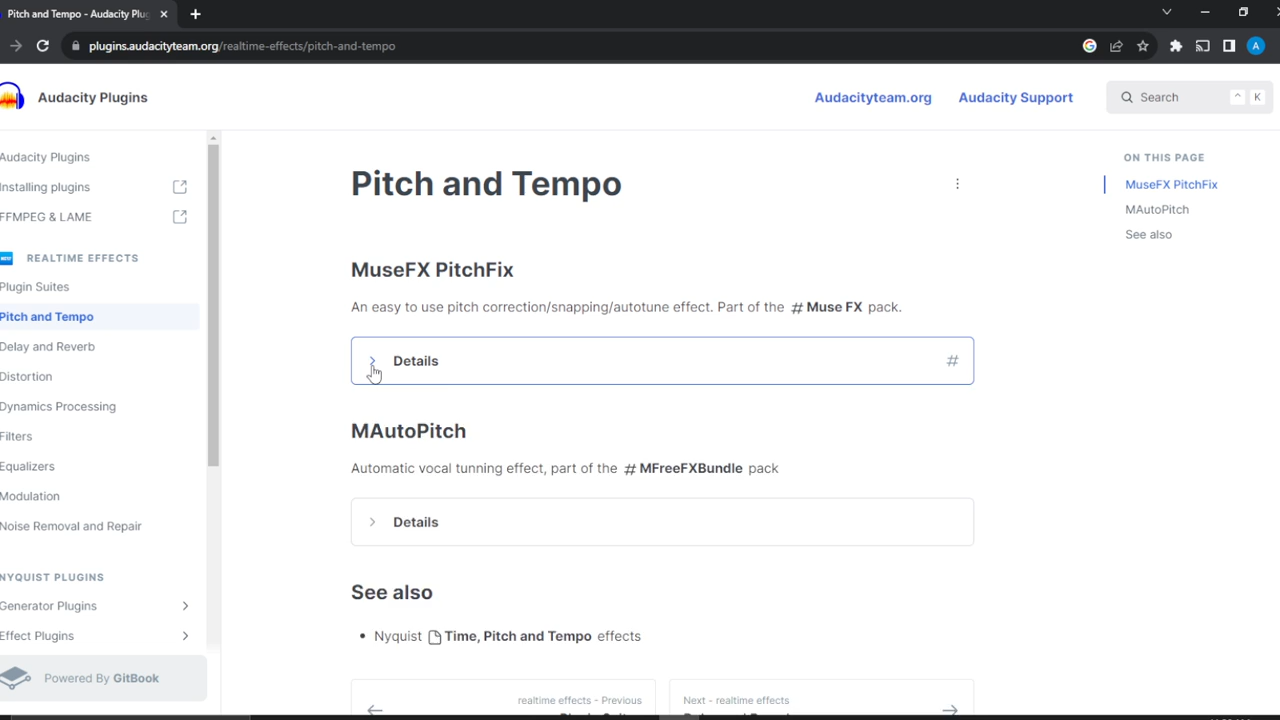 Pitch and Tempo - Audacity Plug
plugins.audacityteam.org/realtime-effects/pitch-and-tempo
A
Audacity Plugins
Audacityteam.org
Audacity Support
Search
^ K
Audacity Plugins
Installing plugins
FFMPEG & LAME
REALTIME EFFECTS
Plugin Suites
Pitch and Tempo
Delay and Reverb
Distortion
Dynamics Processing
Filters
Equalizers
Modulation
Noise Removal and Repair
NYQUIST PLUGINS
Generator Plugins
Effect Plugins
Powered By GitBook
Pitch and Tempo
MuseFX PitchFix
An easy to use pitch correction/snapping/autotune effect. Part of the # Muse FX pack.
Details #
MAutoPitch
Automatic vocal tunning effect, part of the # MFreeFXBundle pack
Details
See also
• Nyquist Time, Pitch and Tempo effects
realtime effects - Previous
Next - realtime effects
ON THIS PAGE
MuseFX PitchFix
MAutoPitch
See also